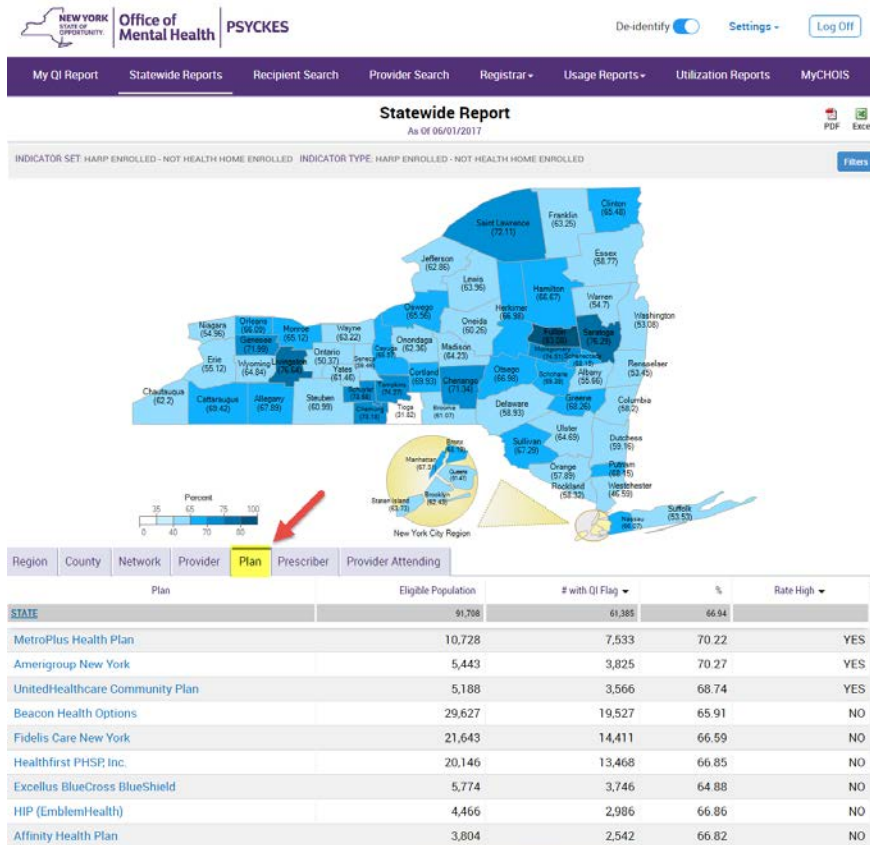 NEW YORK STATE OF OPPORTUNITY. Office of Mental Health PSYCKES
De-identify Settings Log Off
My QI Report Statewide Reports Recipient Search Provider Search Registrar Usage Reports Utilization Reports MyCHOIS
Statewide Report
As Of 06/01/2017
PDF Exce
INDICATOR SET: HARP ENROLLED - NOT HEALTH HOME ENROLLED INDICATOR TYPE: HARP ENROLLED - NOT HEALTH HOME ENROLLED
Filters
Clinton (65.48)
Franklin (63.25)
Saint Lawrence (72.11)
Essex (58.77)
Jefferson (62.86)
Lewis (63.96)
Hamilton (66.67)
Warren (54.7)
Washington (53.08)
Oswego (65.56)
Herkimer (66.98)
Oneida (60.26)
Saratoga (76.29)
Niagara (54.96)
Orleans (66.09)
Monroe (65.12)
Wayne (63.22)
Onondaga (62.36)
Madison (64.23)
Genesee (71.99)
Ontario (50.37)
Erie (55.12)
Wyoming (64.84)
Livingston
Yates (61.46)
Cortland (69.93)
Chenango (71.34)
Otsego (66.90)
Albany (55.66)
Rensselaer (53.45)
Chautauqua (62.2)
Cattaraugus (69.42)
Allegany (67.89)
Steuben (60.99)
Tioga (31.82)
Broome (61.07)
Delaware (58.93)
Greene (68.26)
Columbia (58.2)
Ulster (64.69)
Dutchess (59.16)
Sullivan (67.29)
Orange (57.89)
Putnam (68.15)
Rockland (58.32)
Westchester (46.59)
Bronx
Manhattan
Queens
Staten Island
Brooklyn
New York City Region
Nassau
Suffolk (53.53)
Percent
35 65 75 100
0 40 70 80
Region County Network Provider Plan Prescriber Provider Attending
Plan Eligible Population # with QI Flag % Rate High
STATE 91,708 61,385 66.94
MetroPlus Health Plan 10,728 7,533 70.22 YES
Amerigroup New York 5,443 3,825 70.27 YES
UnitedHealthcare Community Plan 5,188 3,566 68.74 YES
Beacon Health Options 29,627 19,527 65.91 NO
Fidelis Care New York 21,643 14,411 66.59 NO
Healthfirst PHSP, Inc. 20,146 13,468 66.85 NO
Excellus BlueCross BlueShield 5,774 3,746 64.88 NO
HIP (EmblemHealth) 4,466 2,986 66.86 NO
Affinity Health Plan 3,804 2,542 66.82 NO